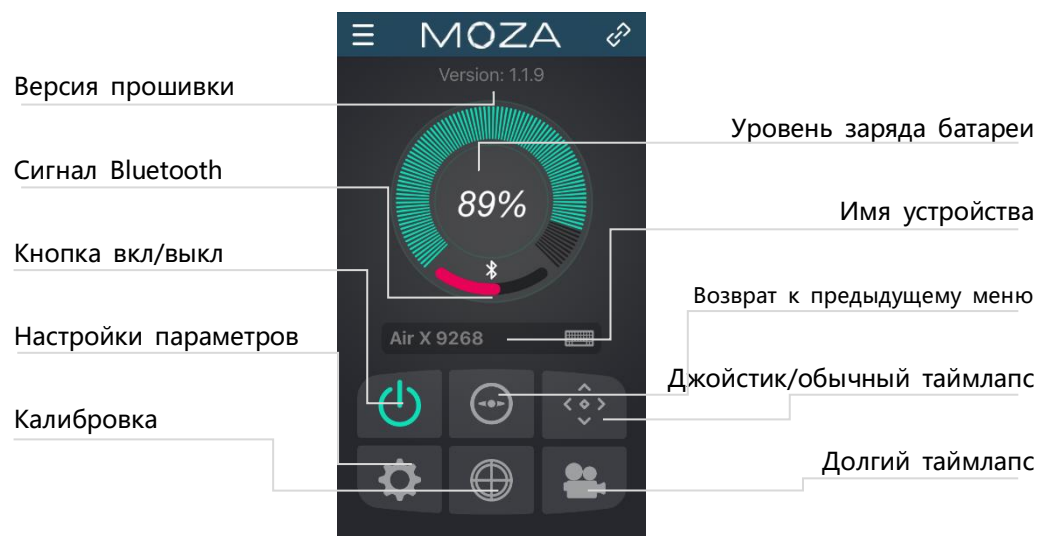 MOZA
Version: 1.1.9
Версия прошивки
Уровень заряда батареи
Сигнал Bluetooth
89%
Имя устройства
Кнопка вкл/выкл
Возврат к предыдущему меню
Настройки параметров
Air X 9268
Джойстик/обычный таймлапс
Калибровка
Долгий таймлапс